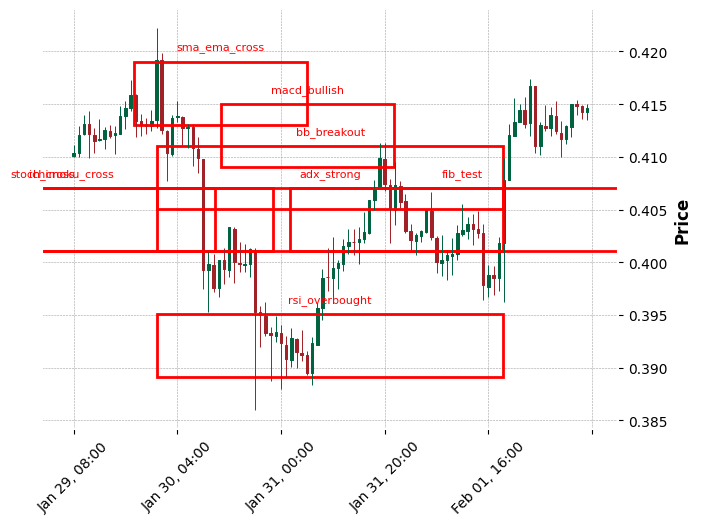 sma_ema_cross
macd_bullish
bb_breakout
adx_strong
fib_test
rsi_overbought
0.420
0.415
0.410
0.405
0.400
0.395
0.390
0.385
Price
Jan 29, 08:00
Jan 30, 04:00
Jan 31, 00:00
Jan 31, 20:00
Feb 01, 16:00